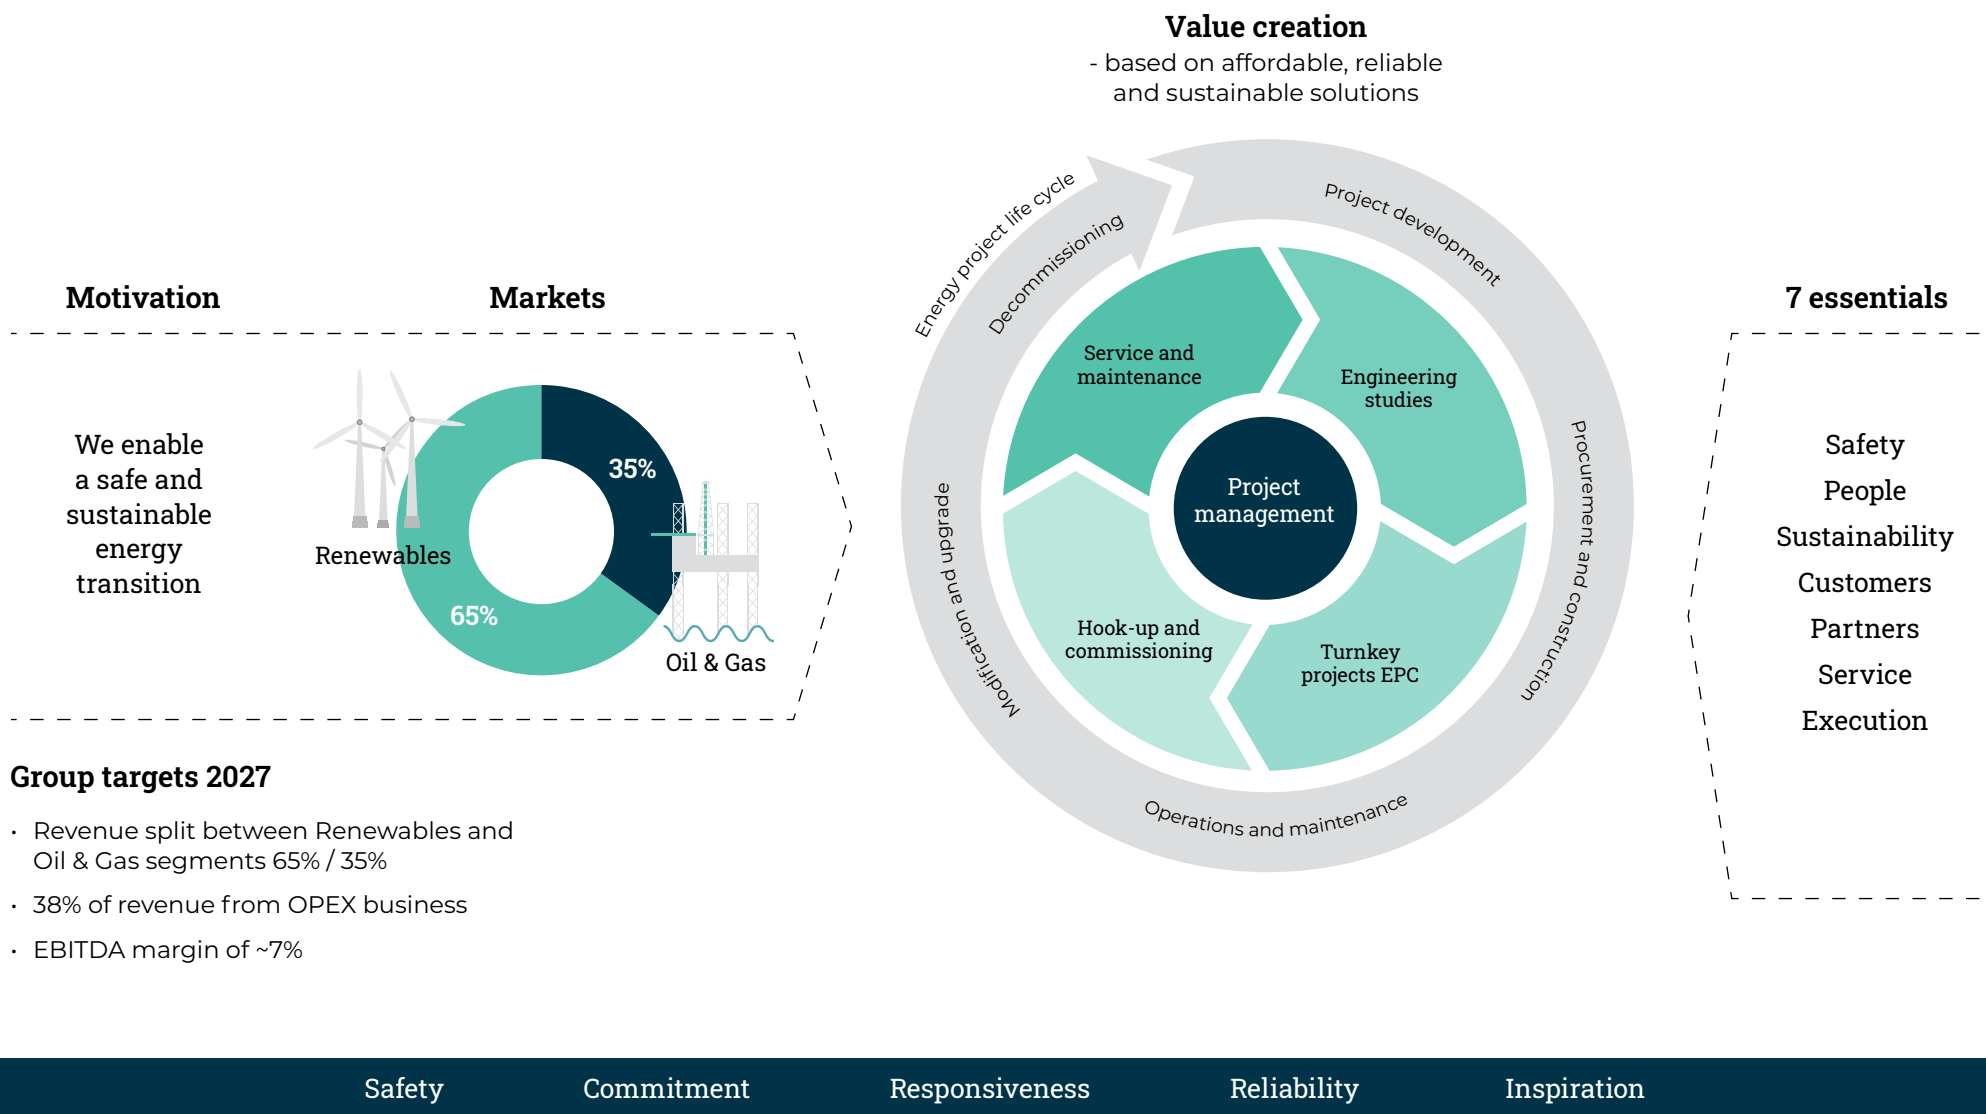 Value creation
- based on affordable, reliable
and sustainable solutions
Motivation
We enable
a safe and
sustainable
energy
transition
Markets
35%
65%
Renewables
Oil & Gas
Group targets 2027
· Revenue split between Renewables and
Oil & Gas segments 65% / 35%
· 38% of revenue from OPEX business
· EBITDA margin of ~7%
Energy project life cycle
Decommissioning
Project development
Procurement and construction
Operations and maintenance
Modification and upgrade
Service and
maintenance
Engineering
studies
Project
management
Hook-up and
commissioning
Turnkey
projects EPC
7 essentials
Safety
People
Sustainability
Customers
Partners
Service
Execution
Safety Commitment Responsiveness Reliability Inspiration